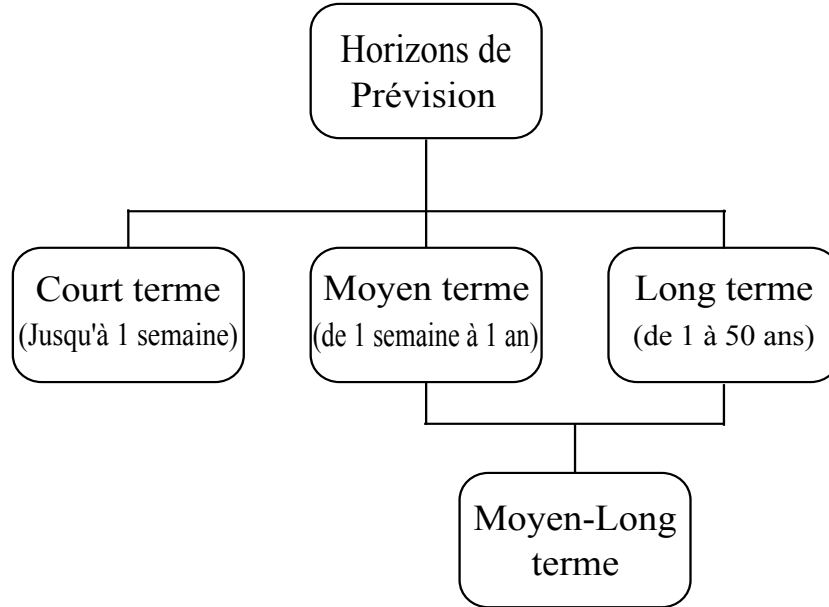 Horizons de
Prévision
Court terme
(Jusqu'à 1 semaine)
Moyen terme
(de 1 semaine à 1 an)
Long terme
(de 1 à 50 ans)
Moyen-Long
terme